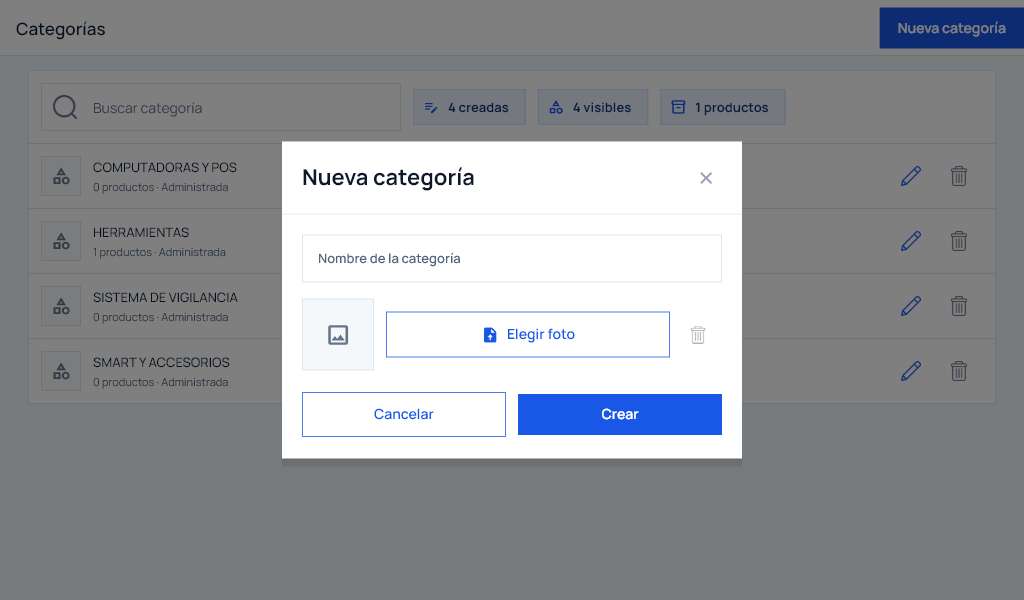 Categorías
Nueva categoría
Buscar categoría
4 creadas
4 visibles
1 productos
COMPUTADORAS Y POS
0 productos · Administrada
HERRAMIENTAS
1 productos · Administrada
SISTEMA DE VIGILANCIA
0 productos · Administrada
SMART Y ACCESORIOS
0 productos · Administrada
Nueva categoría
Nombre de la categoría
Elegir foto
Cancelar
Crear